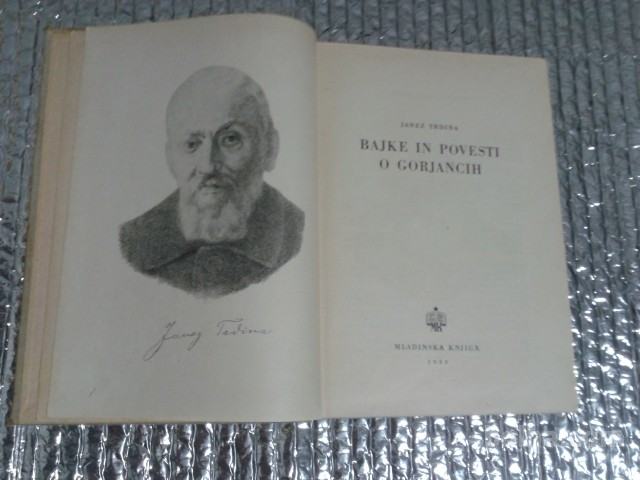 Janez Trdina
JANEZ TRDINA
BAJKE IN POVESTI
O GORJANCIH
MLADINSKA KNJIGA